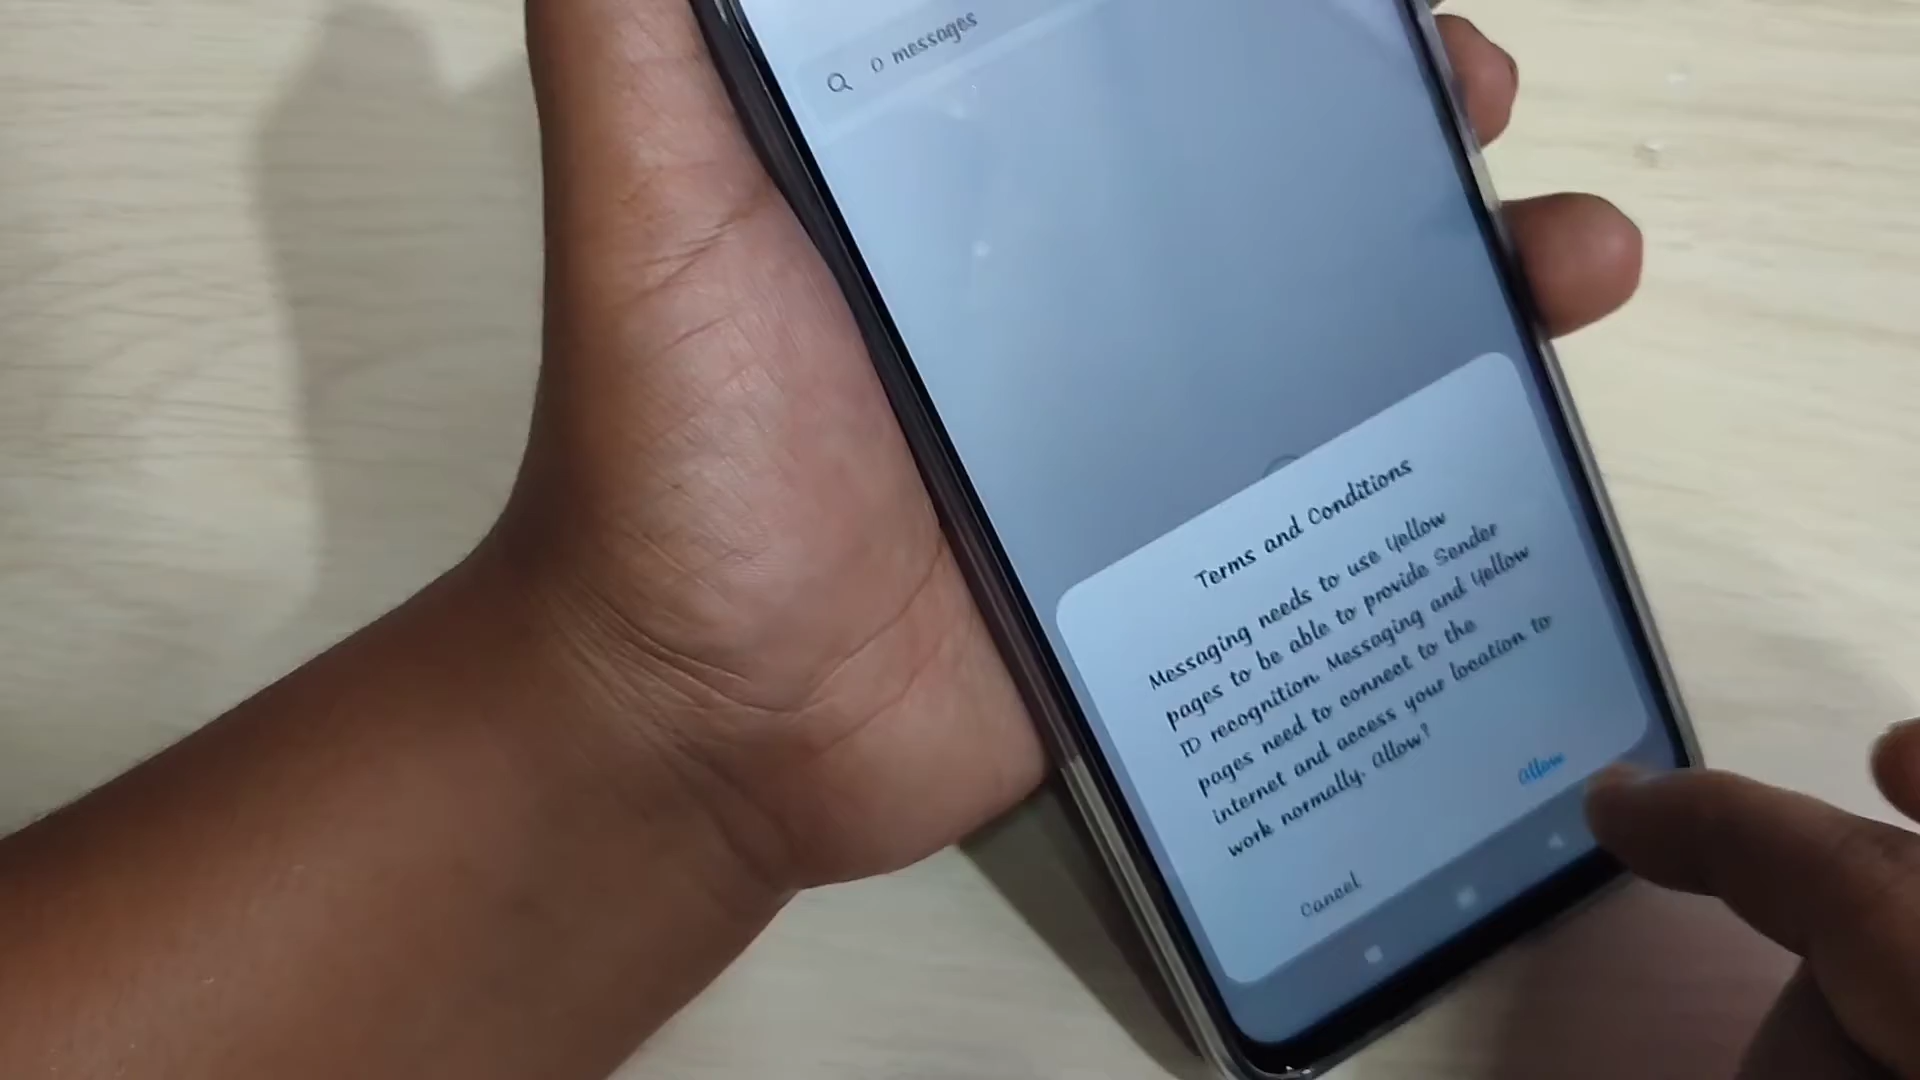 0 messages
Terms and Conditions
Messaging needs to use Yellow
pages to be able to provide Sender
ID recognition. Messaging and Yellow
pages need to connect to the
internet and access your location to
work normally. Allow?
Cancel
Allow